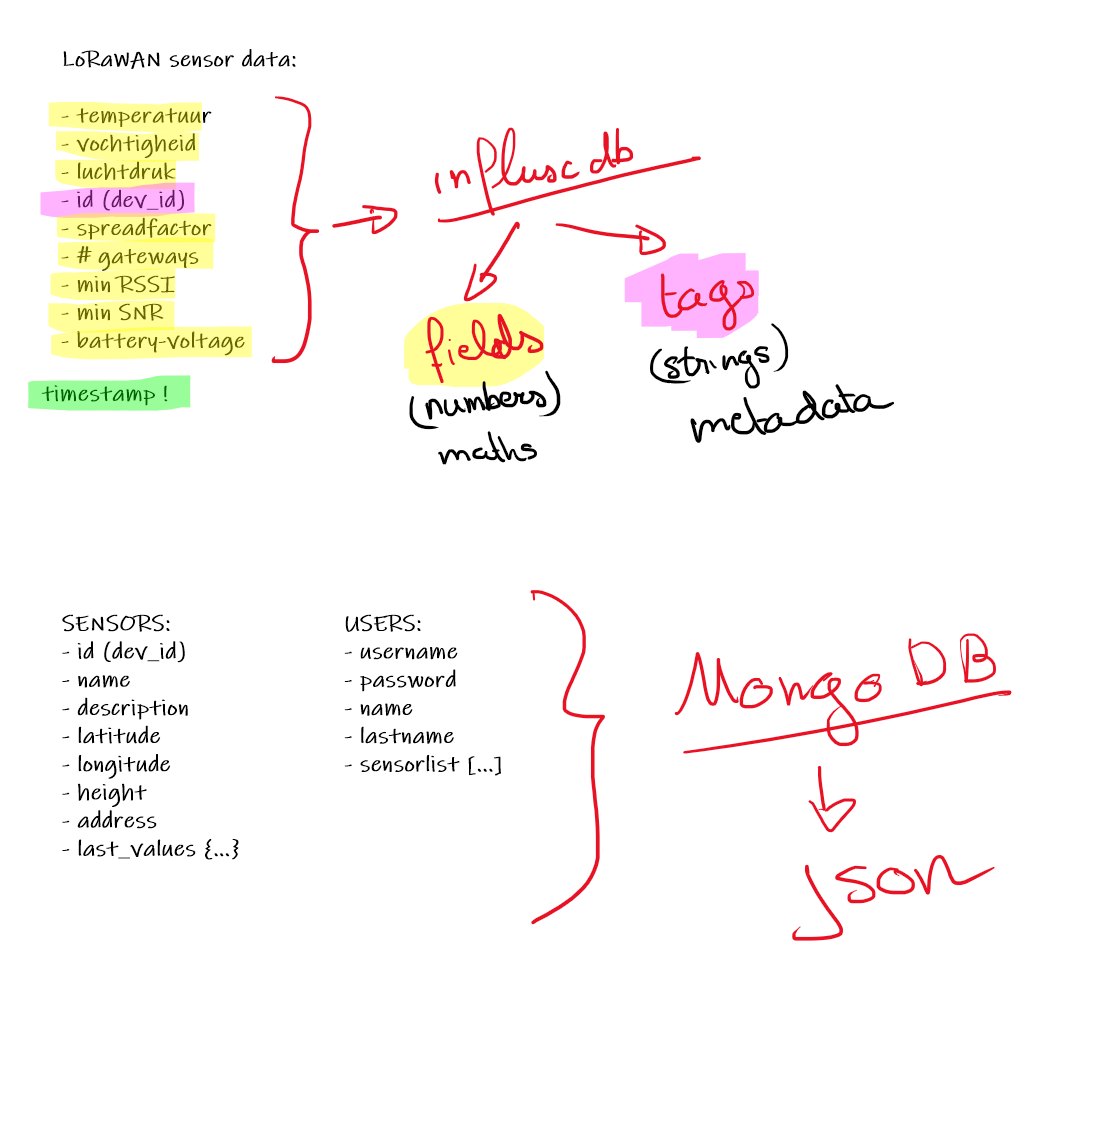 LoRaWAN sensor data:
- temperatuur
- vochtigheid
- luchtdruk
- id (dev_id)
- spreadfactor
- # gateways
- min RSSI
- min SNR
- battery-voltage
timestamp !
influxdb
fields
(numbers)
maths
tags
(strings)
metadata
SENSORS:
- id (dev_id)
- name
- description
- latitude
- longitude
- height
- address
- last_values {...}
USERS:
- username
- password
- name
- lastname
- sensorlist [...]
MongoDB
json